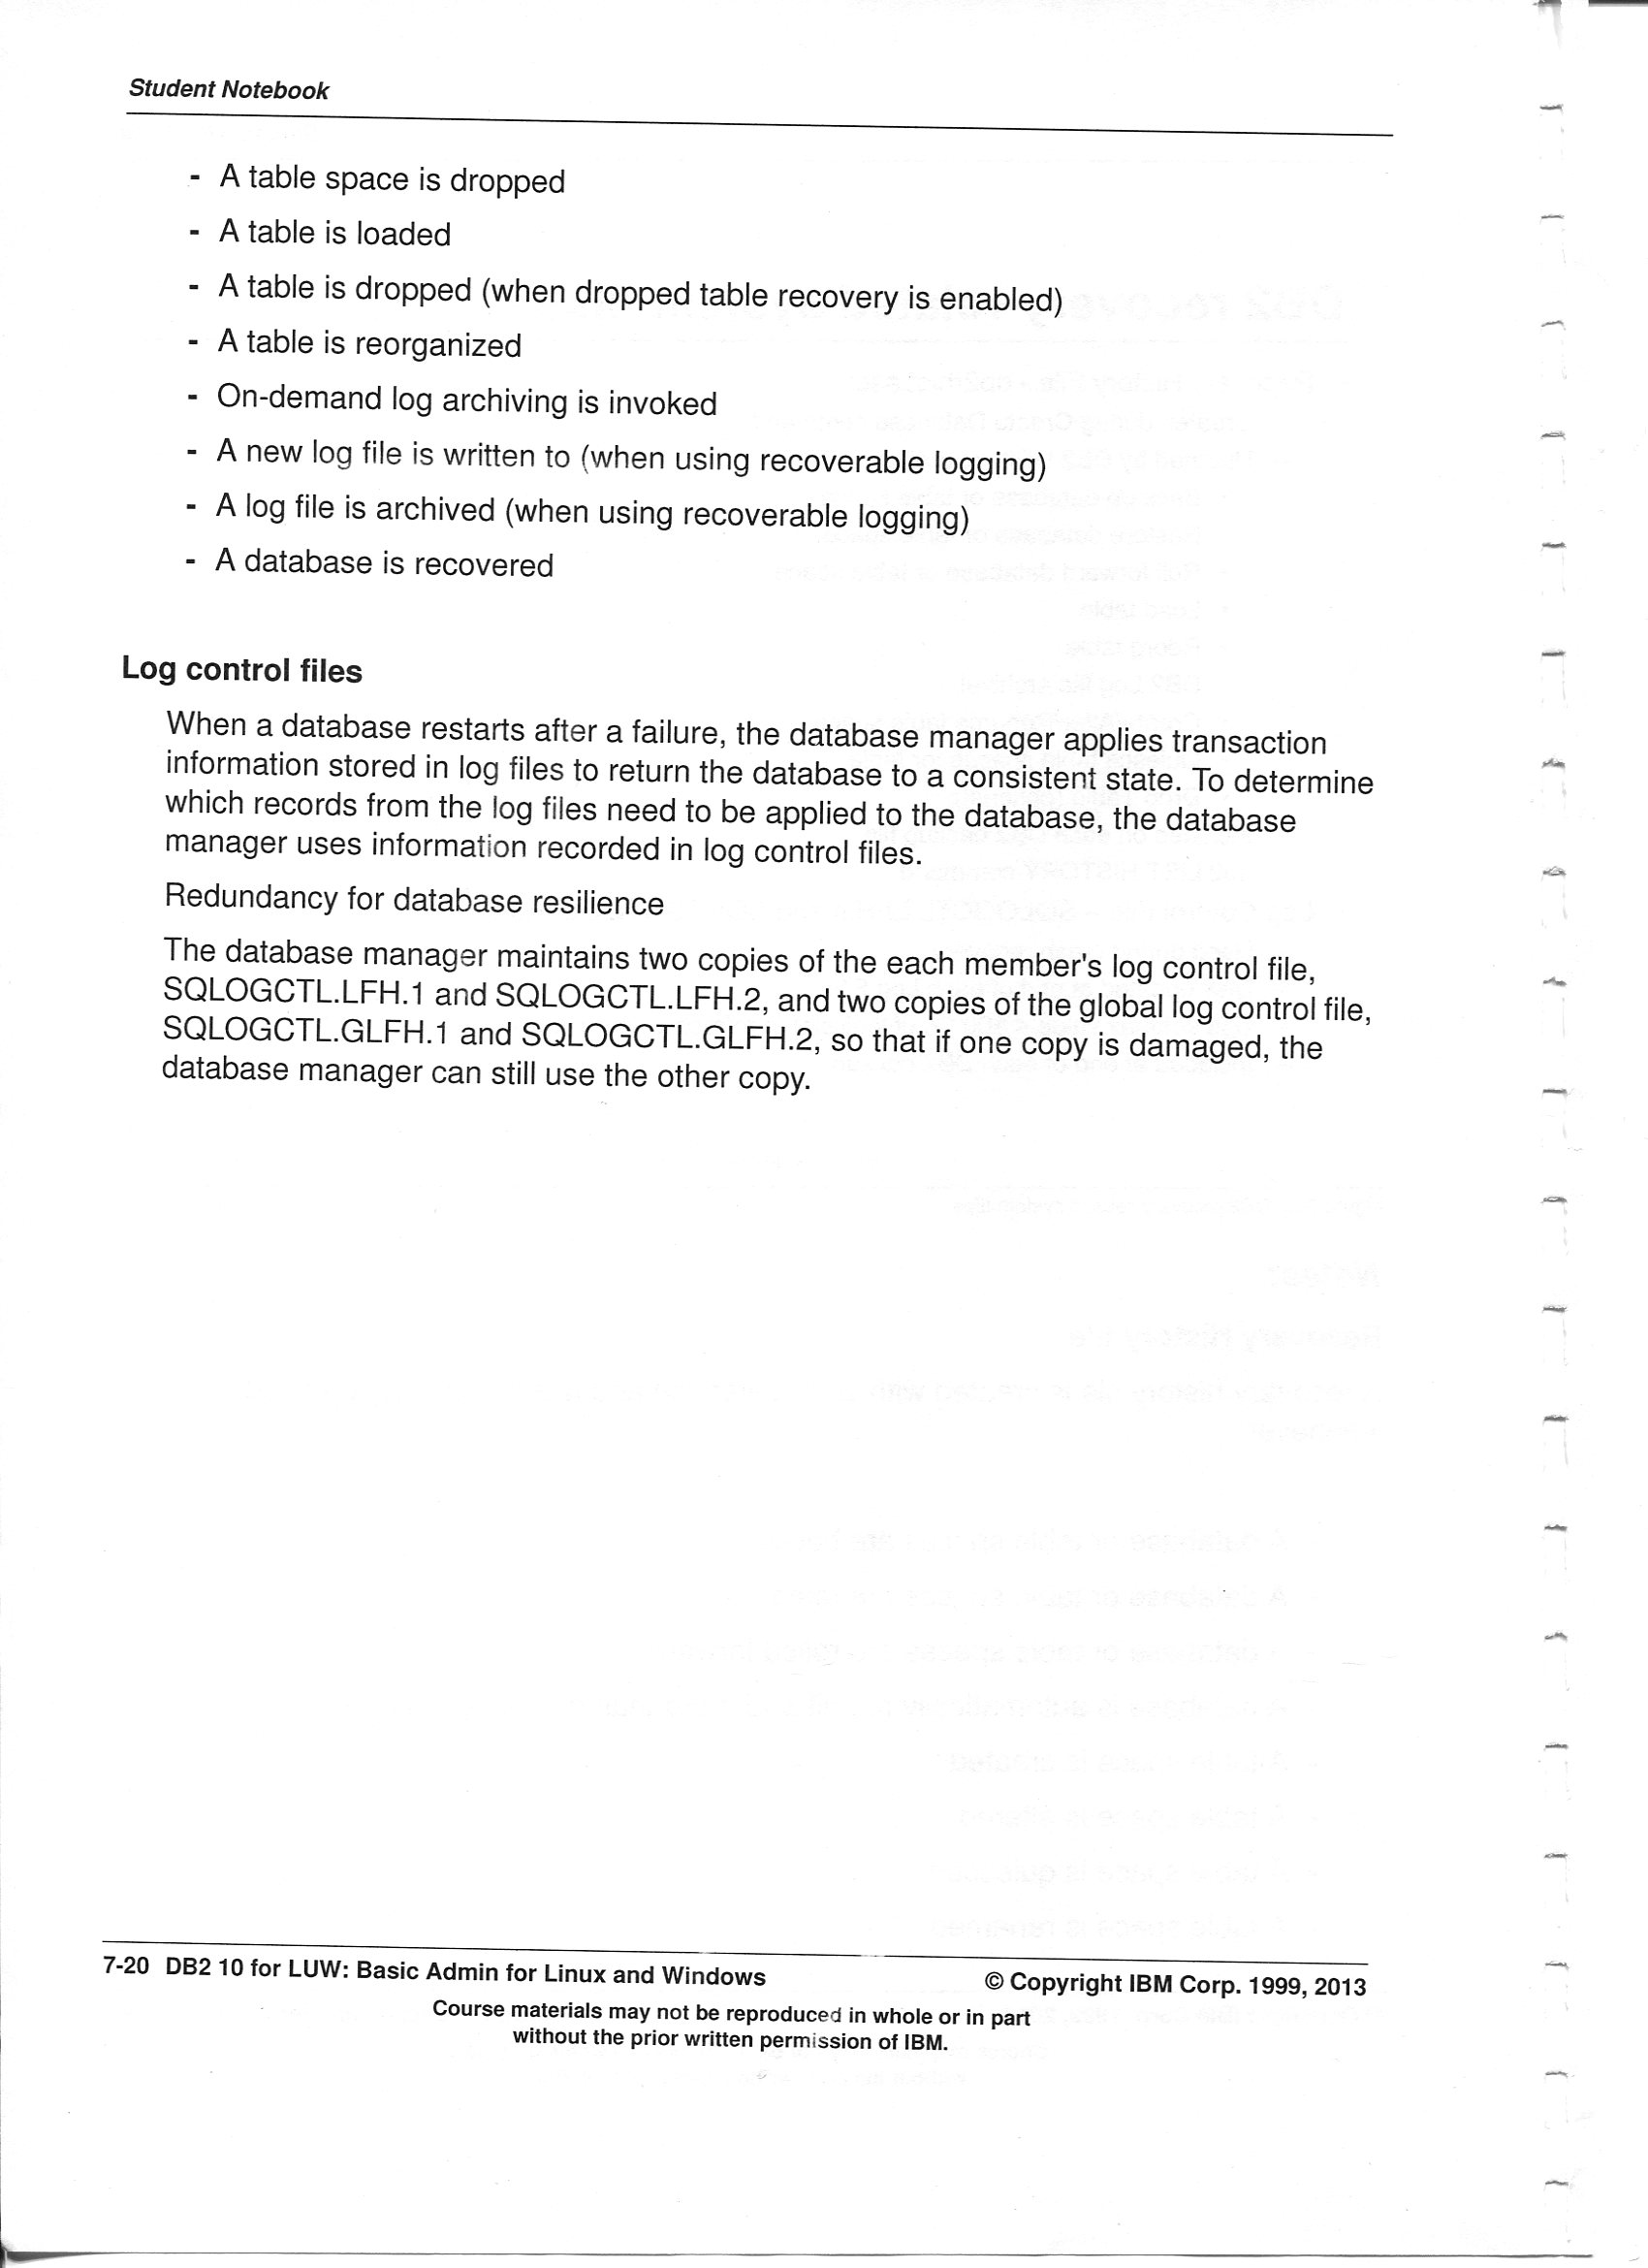 Student Notebook
- A table space is dropped
- A table is loaded
- A table is dropped (when dropped table recovery is enabled)
- A table is reorganized
- On-demand log archiving is invoked
- A new log file is written to (when using recoverable logging)
- A log file is archived (when using recoverable logging)
- A database is recovered
Log control files
When a database restarts after a failure, the database manager applies transaction
information stored in log files to return the database to a consistent state. To determine
which records from the log files need to be applied to the database, the database
manager uses information recorded in log control files.
Redundancy for database resilience
The database manager maintains two copies of the each member's log control file,
SQLOGCTL.LFH.1 and SQLOGCTL.LFH.2, and two copies of the global log control file,
SQLOGCTL.GLFH.1 and SQLOGCTL.GLFH.2, so that if one copy is damaged, the
database manager can still use the other copy.
7-20 DB2 10 for LUW: Basic Admin for Linux and Windows © Copyright IBM Corp. 1999, 2013
Course materials may not be reproduced in whole or in part
without the prior written permission of IBM.